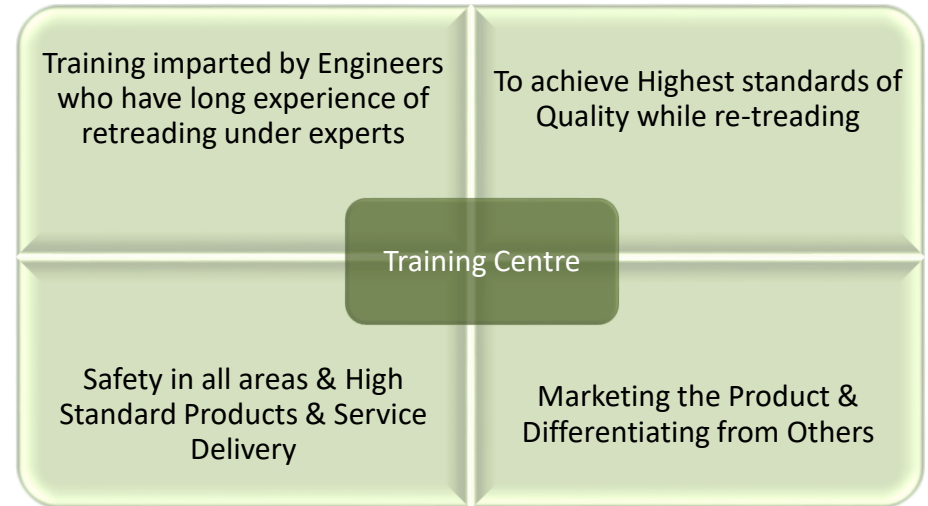 Training imparted by Engineers
who have long experience of
retreading under experts
To achieve Highest standards of
Quality while re-treading
Training Centre
Safety in all areas & High
Standard Products & Service
Delivery
Marketing the Product &
Differentiating from Others